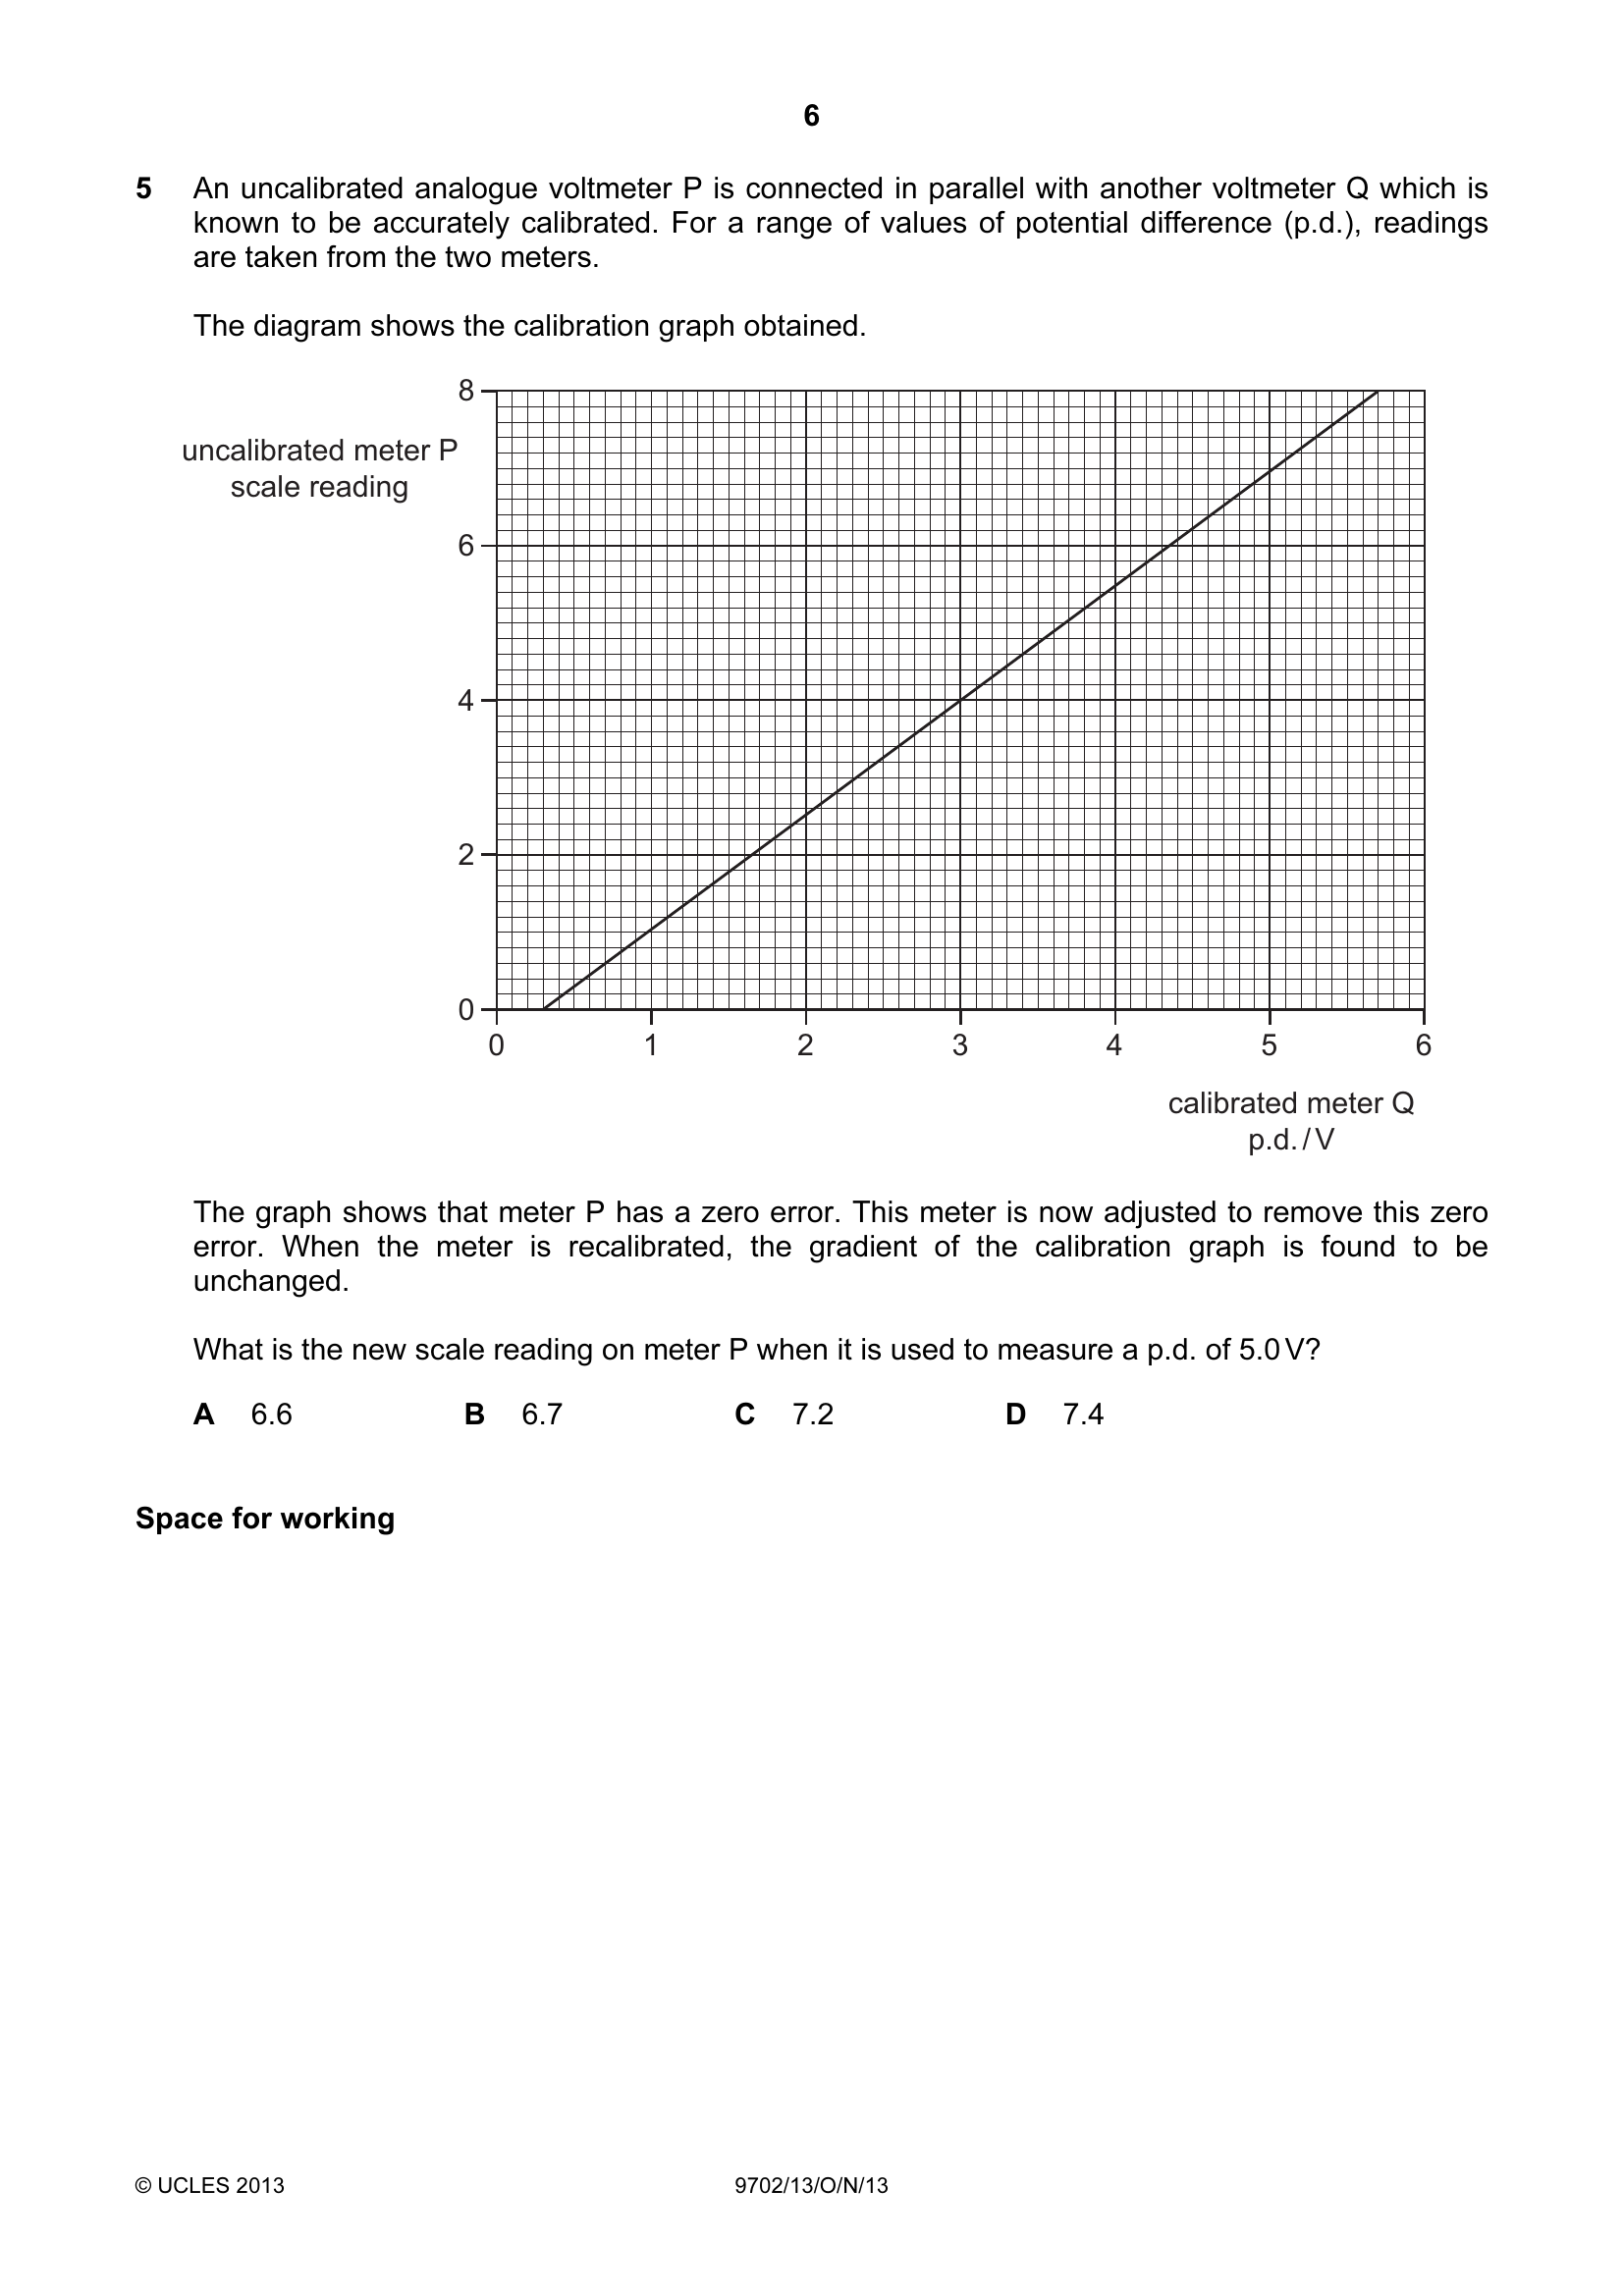 6
5 An uncalibrated analogue voltmeter P is connected in parallel with another voltmeter Q which is
known to be accurately calibrated. For a range of values of potential difference (p.d.), readings
are taken from the two meters.
The diagram shows the calibration graph obtained.
8
uncalibrated meter P
scale reading
6
4
2
0
0 1 2 3 4 5 6
calibrated meter Q
p.d. / V
The graph shows that meter P has a zero error. This meter is now adjusted to remove this zero
error. When the meter is recalibrated, the gradient of the calibration graph is found to be
unchanged.
What is the new scale reading on meter P when it is used to measure a p.d. of 5.0 V?
A 6.6 B 6.7 C 7.2 D 7.4
Space for working
© UCLES 2013 9702/13/O/N/13